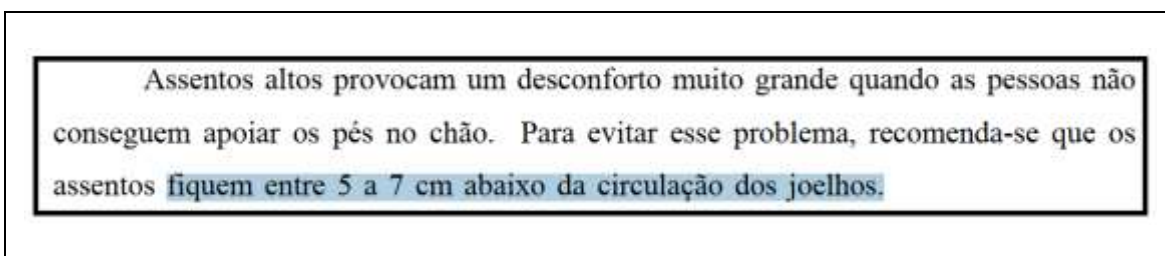 Assentos altos provocam um desconforto muito grande quando as pessoas não
conseguem apoiar os pés no chão. Para evitar esse problema, recomenda-se que os
assentos fiquem entre 5 a 7 cm abaixo da circulação dos joelhos.